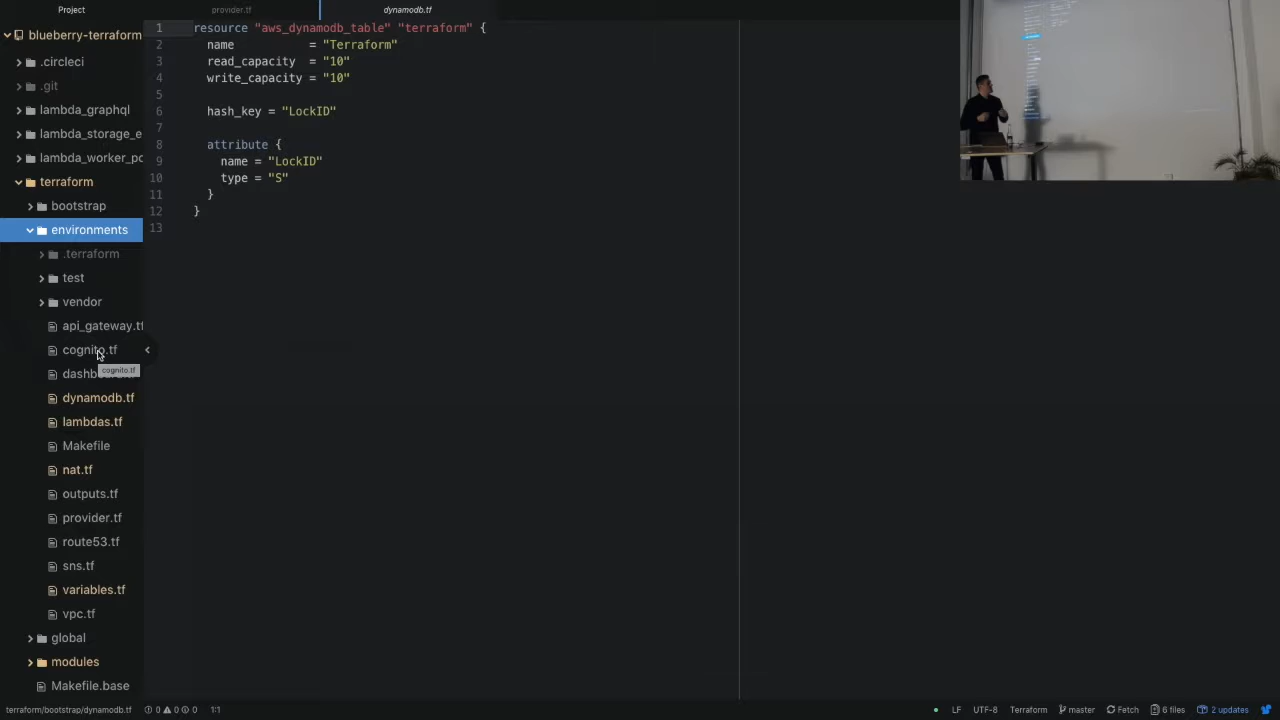 Project
provider.tf
dynamodb.tf
blueberry-terraform
.circleci
.git
lambda_graphql
lambda_storage_e
lambda_worker_po
terraform
bootstrap
environments
.terraform
test
vendor
api_gateway.tf
cognito.tf
cognito.tf
dynamodb.tf
lambdas.tf
Makefile
nat.tf
outputs.tf
provider.tf
route53.tf
sns.tf
variables.tf
vpc.tf
global
modules
Makefile.base
1 resource "aws_dynamodb_table" "terraform" {
2 name = "Terraform"
3 read_capacity = "10"
4 write_capacity = "10"
5
6 hash_key = "LockID"
7
8 attribute {
9 name = "LockID"
10 type = "S"
11 }
12 }
13
terraform/bootstrap/dynamodb.tf 0 0 0 1:1 LF UTF-8 Terraform master Fetch 6 files 2 updates